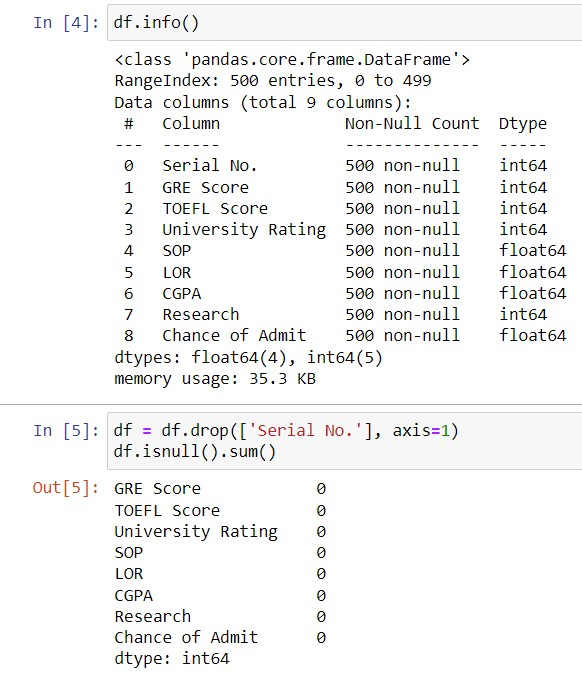 In [4]: df.info()
<class 'pandas.core.frame.DataFrame'>
RangeIndex: 500 entries, 0 to 499
Data columns (total 9 columns):
#   Column             Non-Null Count  Dtype
---  ------             --------------  -----
0   Serial No.         500 non-null    int64
1   GRE Score          500 non-null    int64
2   TOEFL Score        500 non-null    int64
3   University Rating  500 non-null    int64
4   SOP                500 non-null    float64
5   LOR                500 non-null    float64
6   CGPA               500 non-null    float64
7   Research           500 non-null    int64
8   Chance of Admit    500 non-null    float64
dtypes: float64(4), int64(5)
memory usage: 35.3 KB
In [5]: df = df.drop(['Serial No.'], axis=1)
df.isnull().sum()
Out[5]: GRE Score            0
TOEFL Score          0
University Rating    0
SOP                  0
LOR                  0
CGPA                 0
Research             0
Chance of Admit      0
dtype: int64